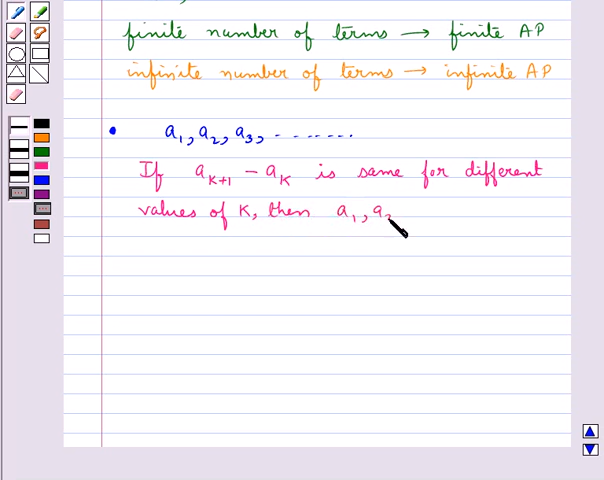 finite number of terms → finite AP
infinite number of terms → infinite AP
• a₁, a₂, a₃, ........
If aₖ₊₁ - aₖ is same for different
values of K, then a₁, a₂